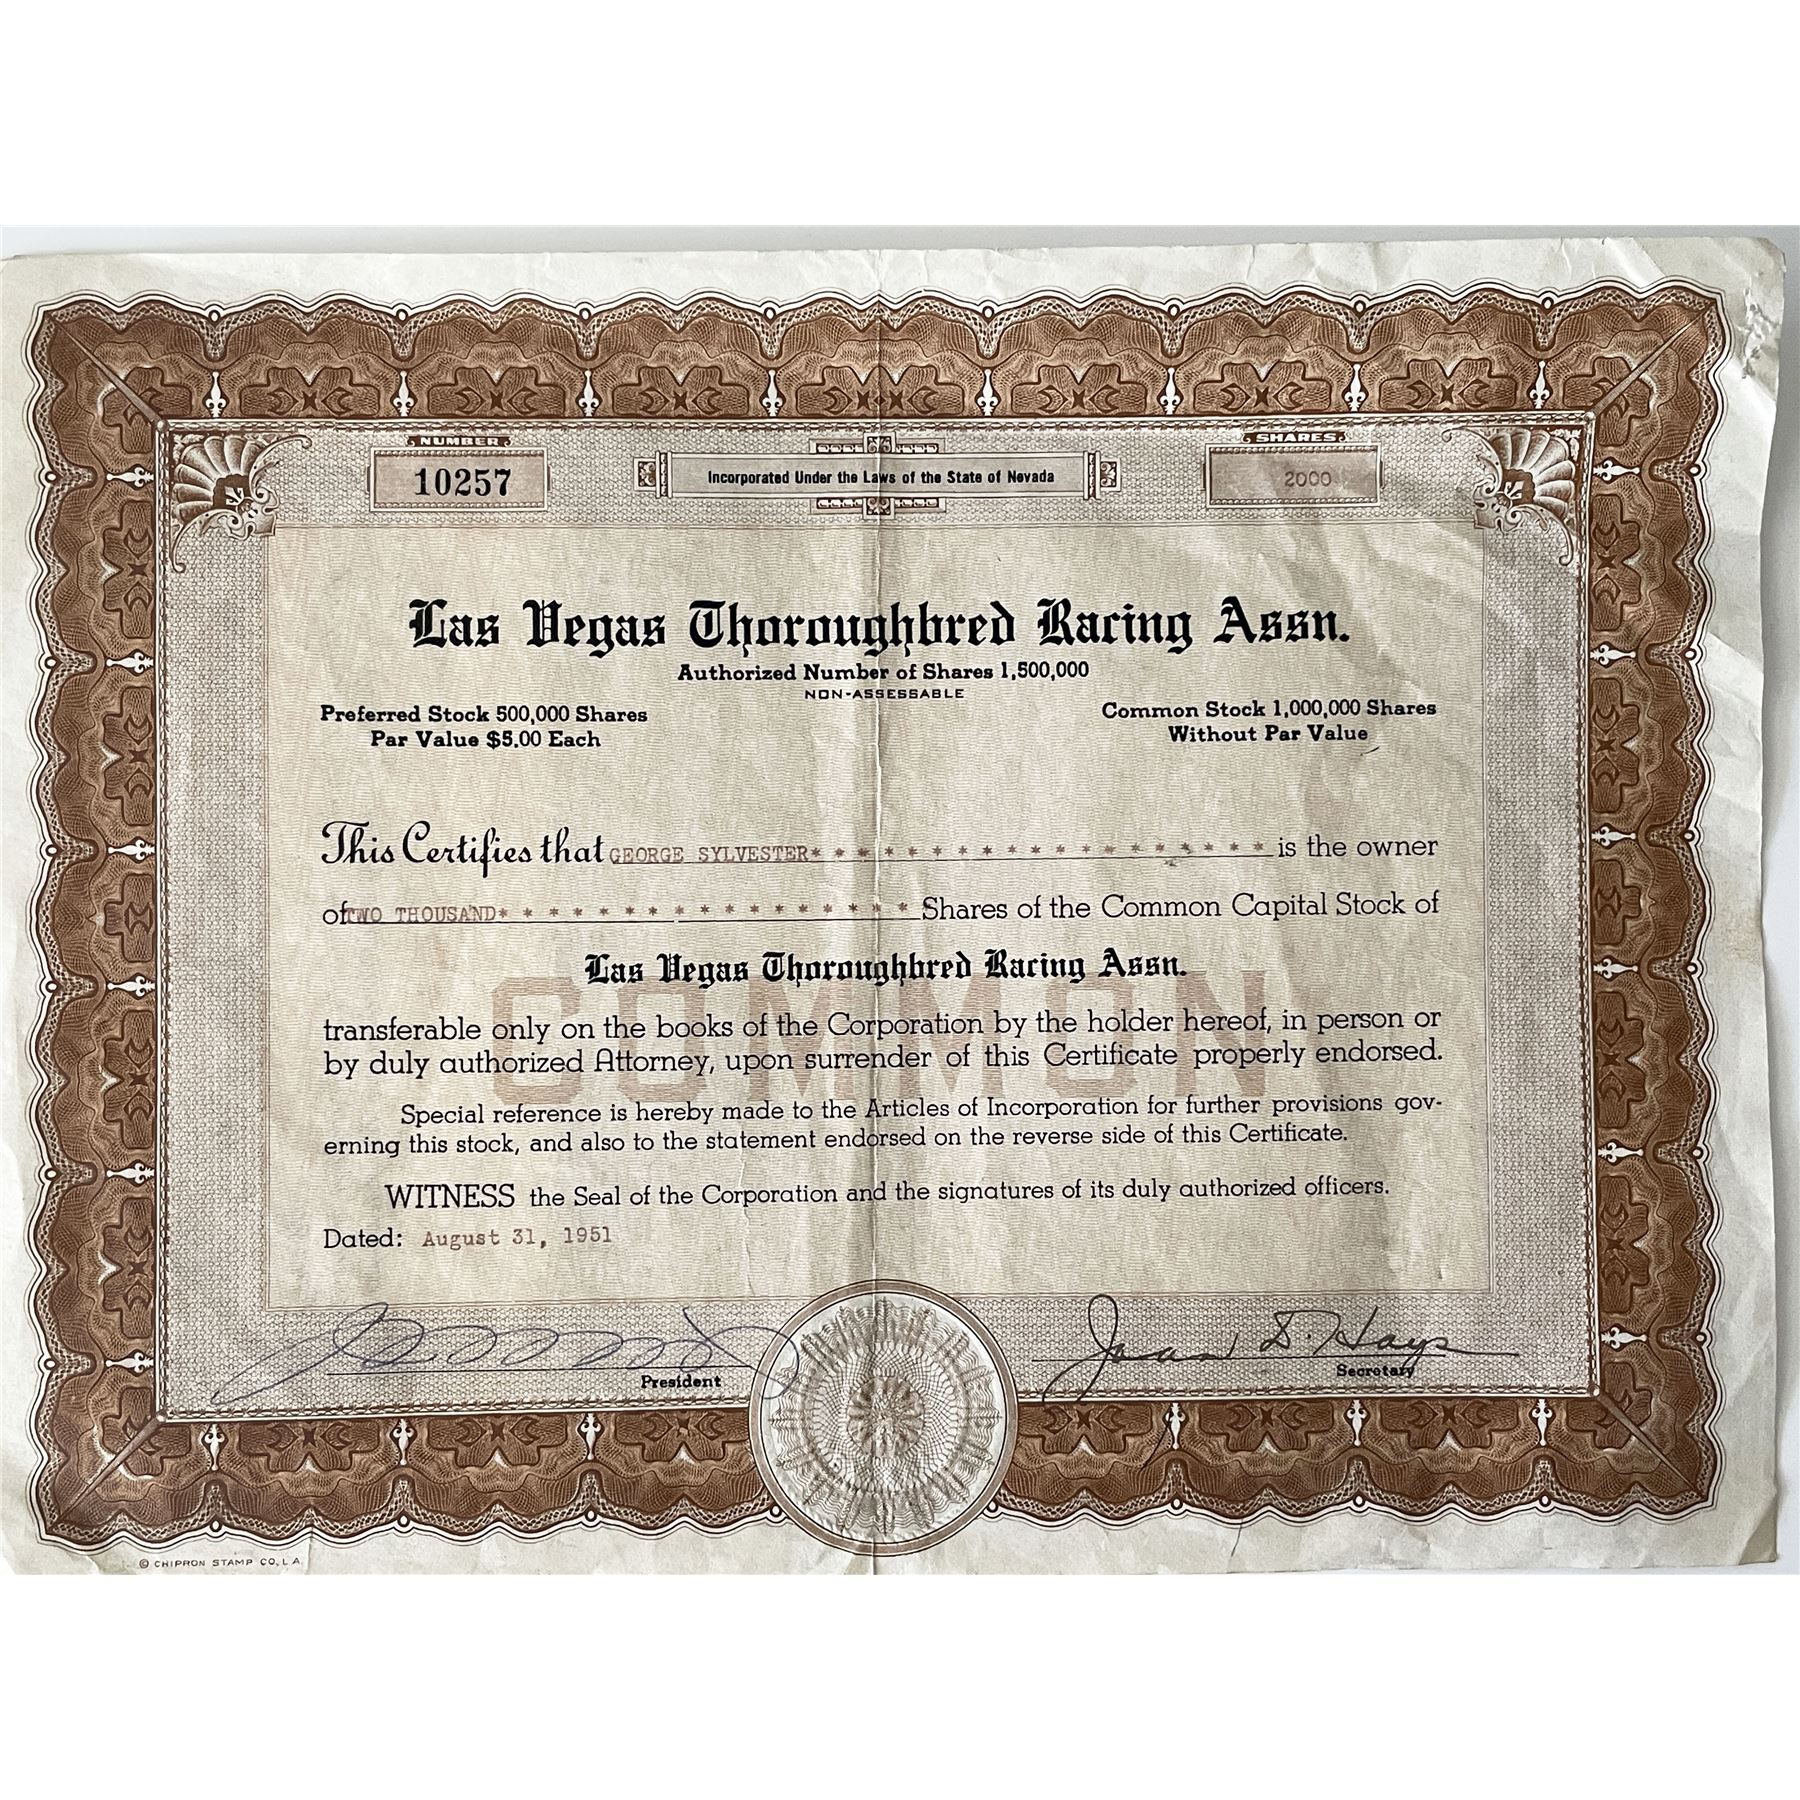 NUMBER
10257
Incorporated Under the Laws of the State of Nevada
SHARES
2000
Las Vegas Thoroughbred Racing Assn.
Authorized Number of Shares 1,500,000
NON-ASSESSABLE
Preferred Stock 500,000 Shares
Par Value $5.00 Each
Common Stock 1,000,000 Shares
Without Par Value
This Certifies that GEORGE SYLVESTER* * * * * * * * * * * * * * * * * * * is the owner
of TWO THOUSAND* * * * * * * * * * * * * * * * * Shares of the Common Capital Stock of
Las Vegas Thoroughbred Racing Assn.
COMMON
transferable only on the books of the Corporation by the holder hereof, in person or
by duly authorized Attorney, upon surrender of this Certificate properly endorsed.
Special reference is hereby made to the Articles of Incorporation for further provisions gov-
erning this stock, and also to the statement endorsed on the reverse side of this Certificate.
WITNESS the Seal of the Corporation and the signatures of its duly authorized officers.
Dated: August 31, 1951
President
Joan D. Hays
Secretary
© CHIPRON STAMP CO. L A